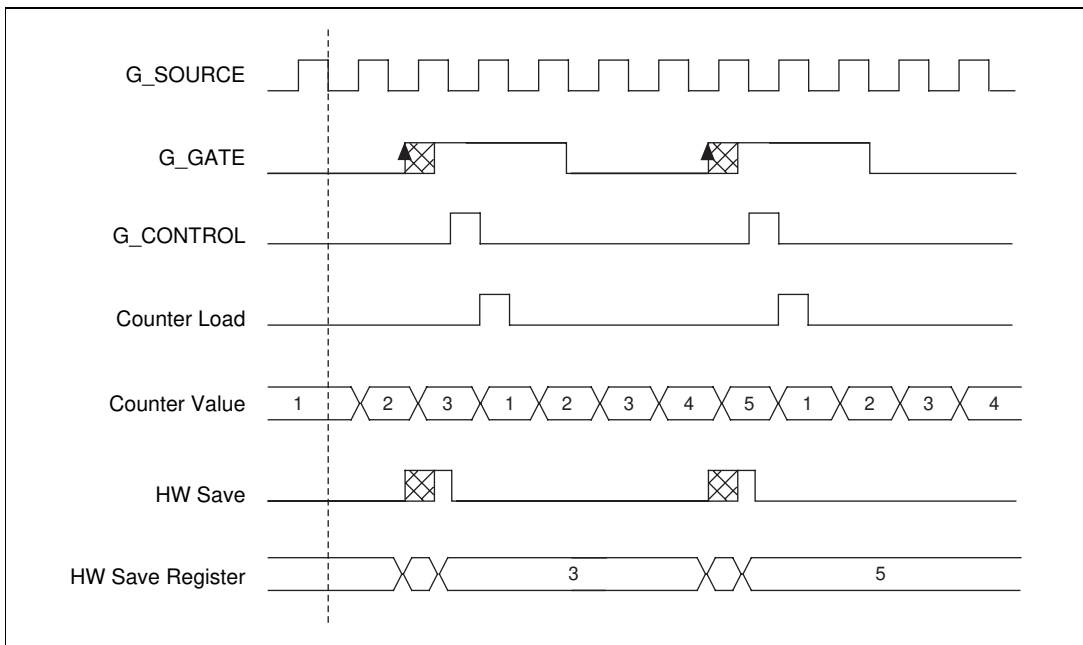 G_SOURCE
G_GATE
G_CONTROL
Counter Load
Counter Value 1 2 3 1 2 3 4 5 1 2 3 4
HW Save
HW Save Register 3 5